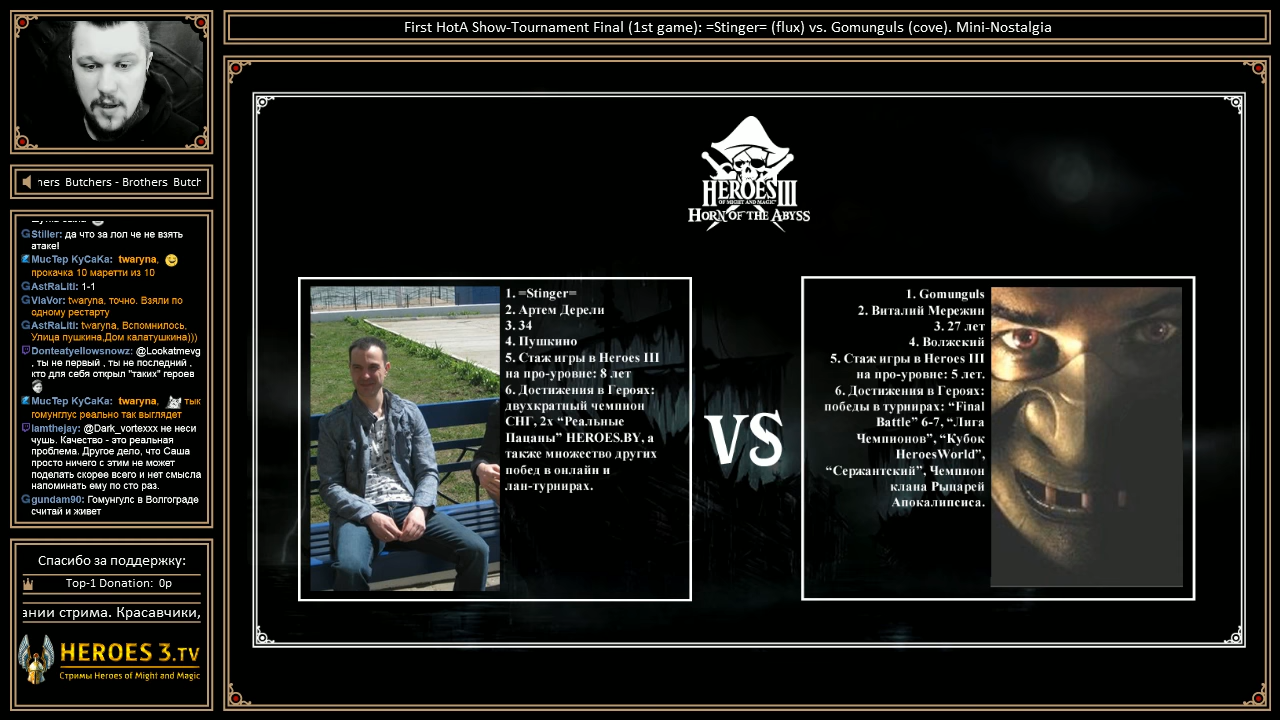 First HotA Show-Tournament Final (1st game): =Stinger= (flux) vs. Gomunguls (cove). Mini-Nostalgia
hers Butchers - Brothers Butch
Stiller: да что за лол че не взять
атаке!
МисТер КуСаКа: twaryna,
прокачка 10 маретти из 10
AstRaLiti: 1-1
ViaVor: twaryna, точно. Взяли по
одному рестарту
AstRaLiti: twaryna, Вспомнилось,
Улица пушкина,Дом калатушкина)))
Donteatyellowsnowz: @Lookatmevg
, ты не первый , ты не последний ,
кто для себя открыл "таких" героев
МисТер КуСаКа: twaryna, тык
гомунглус реально так выглядет
Iamthejay: @Dark_vortexxx не неси
чушь. Качество - это реальная
проблема. Другое дело, что Саша
просто ничего с этим не может
поделать скорее всего и нет смысла
напоминать ему по сто раз.
gundam90: Гомунгулс в Волгограде
считай и живет
Спасибо за поддержку:
Top-1 Donation: 0р
ании стрима. Красавчики,
HEROES 3.TV
Стримы Heroes of Might and Magic
HEROES III
OF MIGHT AND MAGIC
HORN OF THE ABYSS
1. =Stinger=
2. Артем Дерели
3. 34
4. Пушкино
5. Стаж игры в Heroes III
на про-уровне: 8 лет
6. Достижения в Героях:
двухкратный чемпион
СНГ, 2х “Реальные
Пацаны” HEROES.BY, а
также множество других
побед в онлайн и
лан-турнирах.
VS
1. Gomunguls
2. Виталий Мережин
3. 27 лет
4. Волжский
5. Стаж игры в Heroes III
на про-уровне: 5 лет.
6. Достижения в Героях:
победы в турнирах: “Final
Battle” 6-7, “Лига
Чемпионов”, “Кубок
HeroesWorld”,
“Сержантский”, Чемпион
клана Рыцарей
Апокалипсиса.